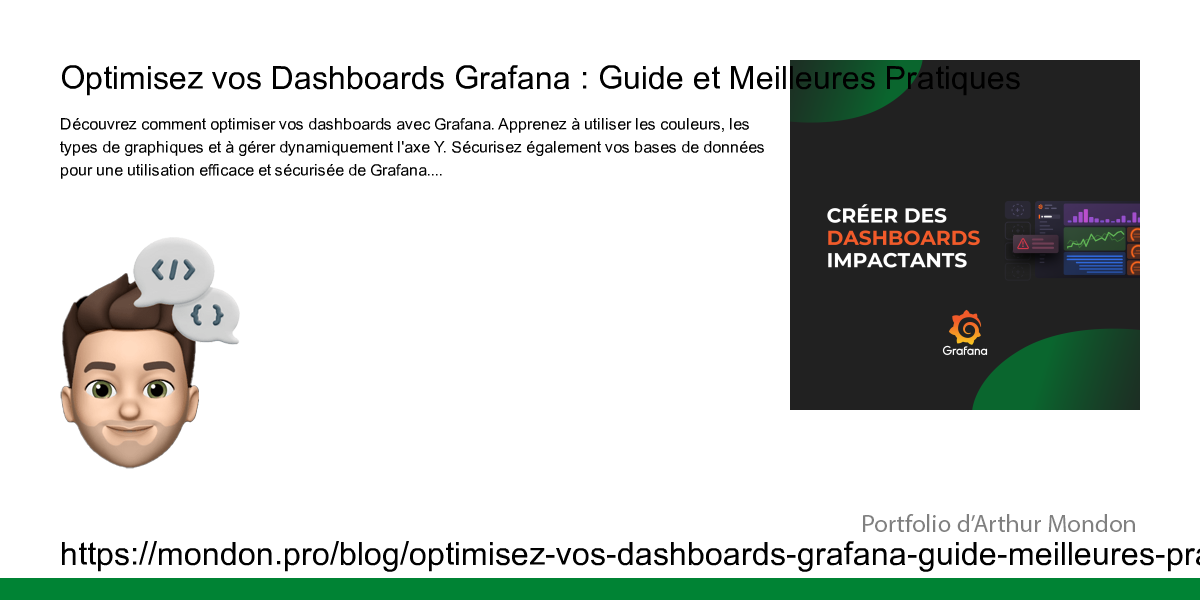 Optimisez vos Dashboards Grafana : Guide et Meilleures Pratiques
Découvrez comment optimiser vos dashboards avec Grafana. Apprenez à utiliser les couleurs, les
types de graphiques et à gérer dynamiquement l'axe Y. Sécurisez également vos bases de données
pour une utilisation efficace et sécurisée de Grafana....
</>
{ }
CRÉER DES
DASHBOARDS
IMPACTANTS
Grafana
Portfolio d'Arthur Mondon
https://mondon.pro/blog/optimisez-vos-dashboards-grafana-guide-meilleures-pra